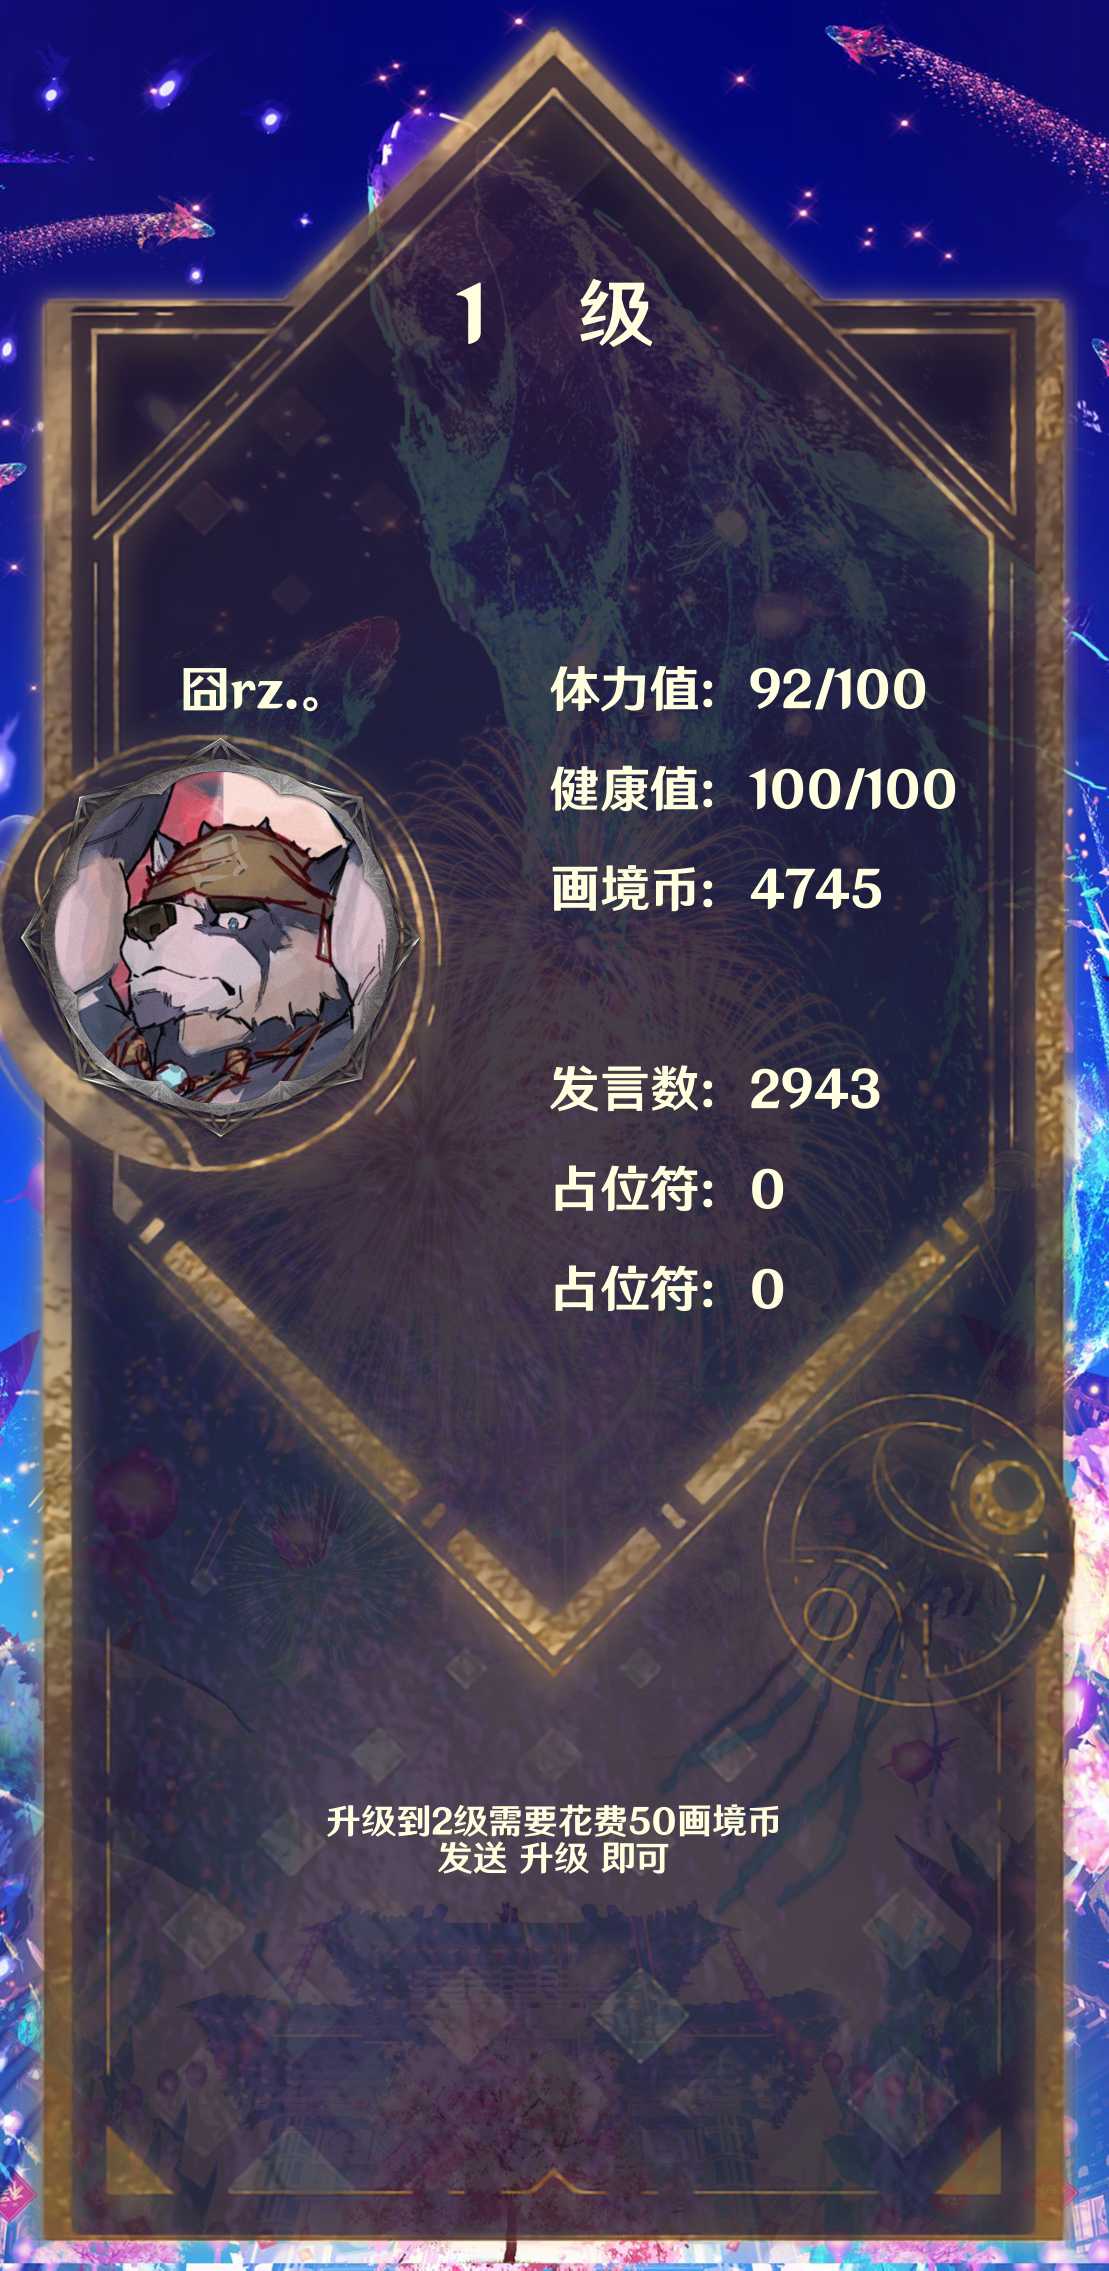 1 级
囧rz.。
体力值: 92/100
健康值: 100/100
画境币: 4745
发言数: 2943
占位符: 0
占位符: 0
升级到2级需要花费50画境币
发送 升级 即可